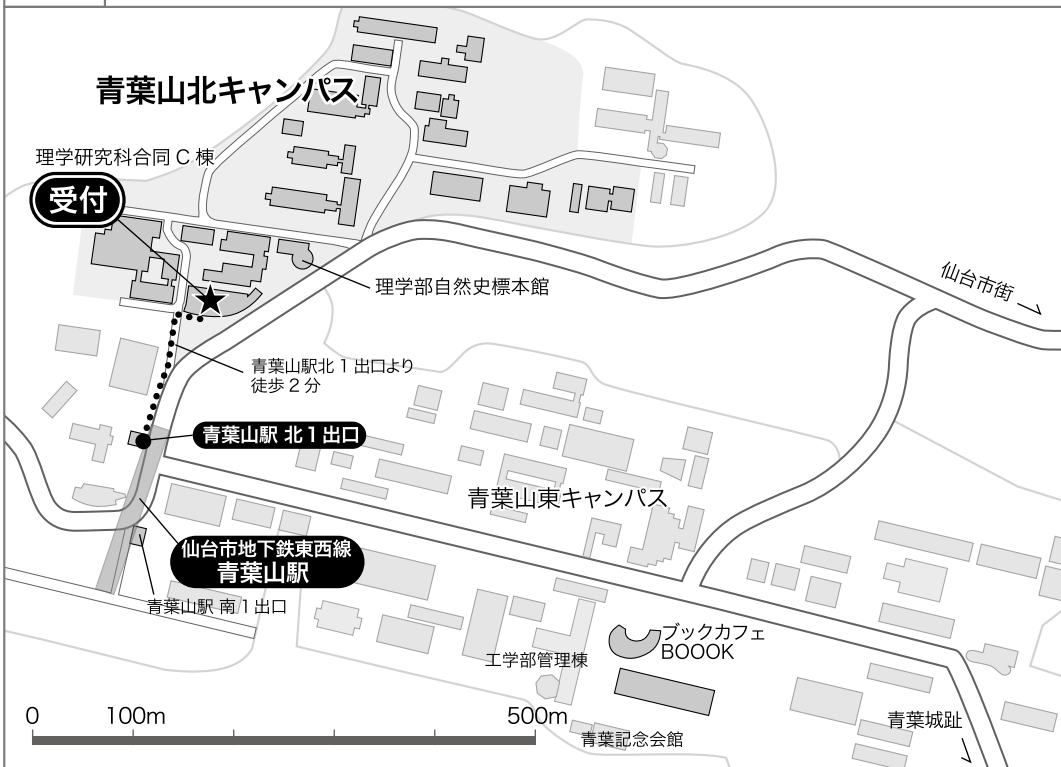 青葉山北キャンパス
理学研究科合同 C 棟
受付
理学部自然史標本館
仙台市街
青葉山駅北 1 出口より
徒歩 2 分
青葉山駅 北 1 出口
青葉山東キャンパス
仙台市地下鉄東西線
青葉山駅
青葉山駅 南 1 出口
ブックカフェ
BOOOK
工学部管理棟
青葉記念会館
青葉城趾
0 100m 500m